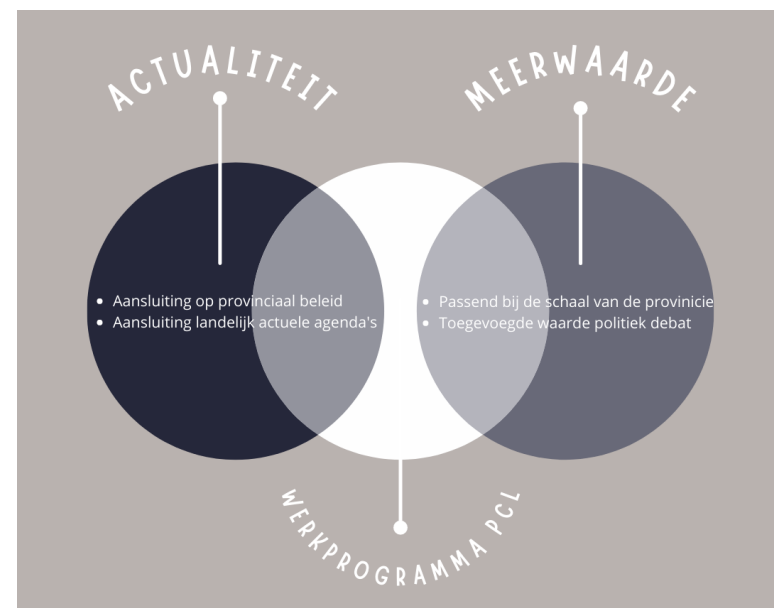 ACTUALITEIT
MEERWAARDE
• Aansluiting op provinciaal beleid
• Aansluiting landelijk actuele agenda's
• Passend bij de schaal van de provinicie
• Toegevoegde waarde politiek debat
WERKPROGRAMMA PCL